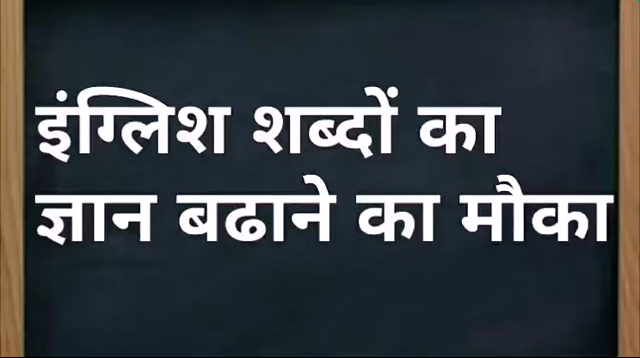 इंग्लिश शब्दों का
ज्ञान बढाने का मौका